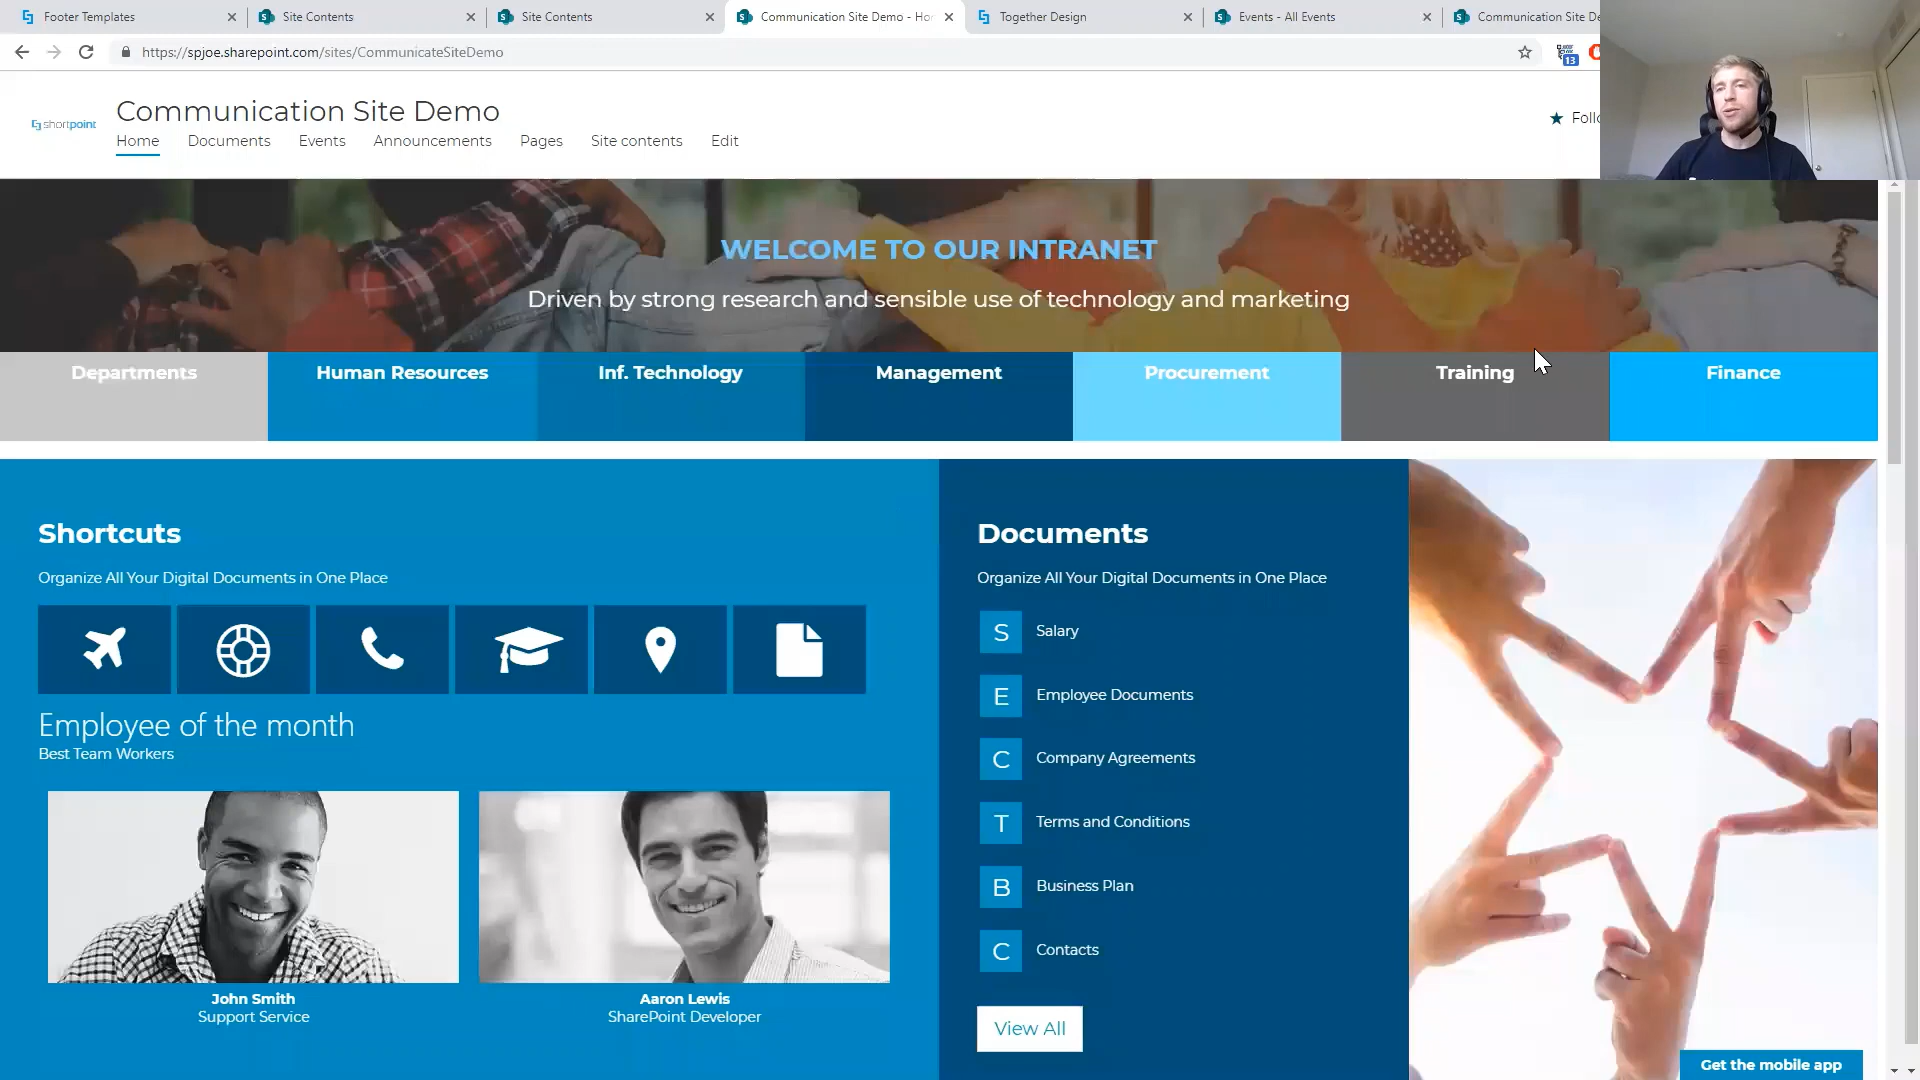 Footer Templates
Site Contents
Site Contents
Communication Site Demo - Hor
Together Design
Events - All Events
Communication Site De
https://spjoe.sharepoint.com/sites/CommunicateSiteDemo
13
shortpoint
Communication Site Demo
Home
Documents
Events
Announcements
Pages
Site contents
Edit
Follo
WELCOME TO OUR INTRANET
Driven by strong research and sensible use of technology and marketing
Departments
Human Resources
Inf. Technology
Management
Procurement
Training
Finance
Shortcuts
Organize All Your Digital Documents in One Place
Employee of the month
Best Team Workers
John Smith
Support Service
Aaron Lewis
SharePoint Developer
Documents
Organize All Your Digital Documents in One Place
S Salary
E Employee Documents
C Company Agreements
T Terms and Conditions
B Business Plan
C Contacts
View All
Get the mobile app